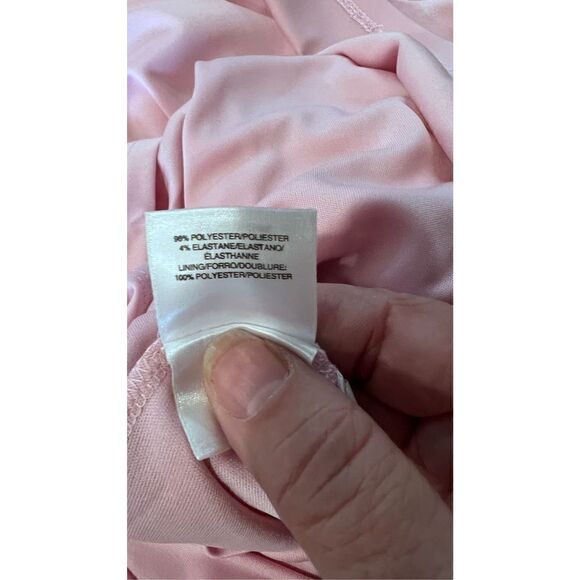 96% POLYESTER/POLIESTER
4% ELASTANE/ELASTANO/
ÉLASTHANNE
LINING/FORRO/DOUBLURE:
100% POLYESTER/POLIESTER